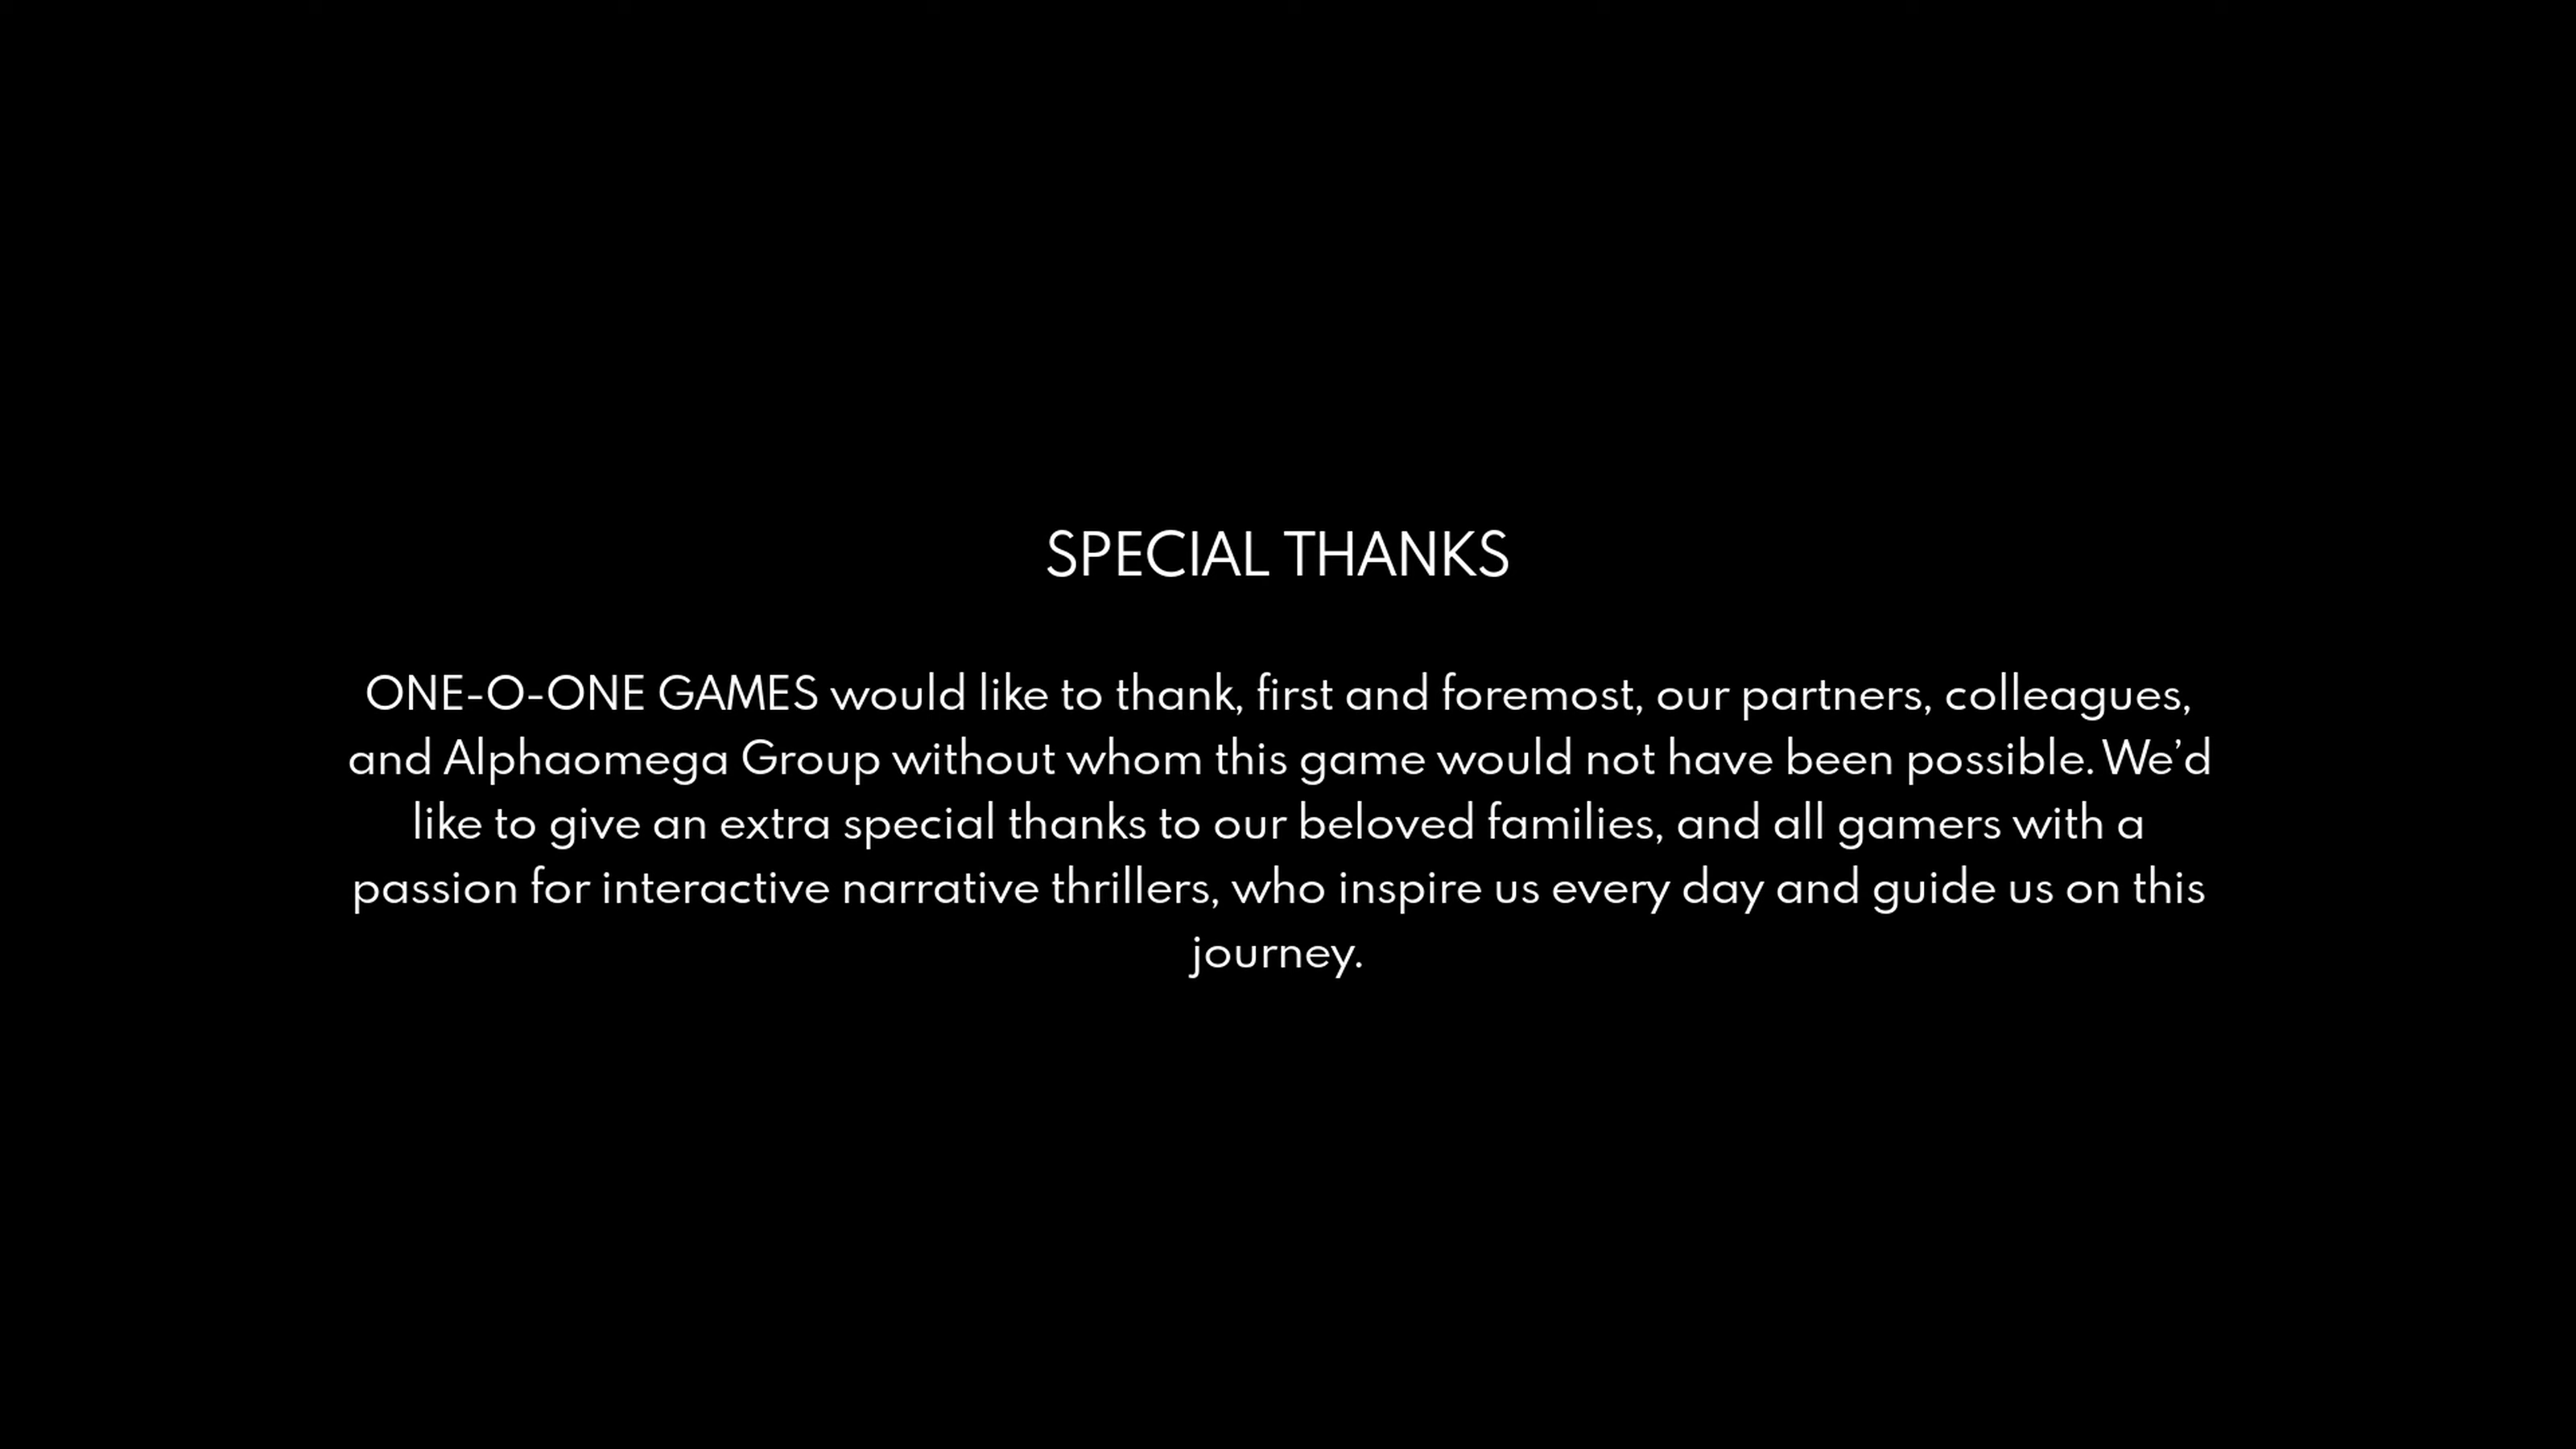 SPECIAL THANKS
ONE-O-ONE GAMES would like to thank, first and foremost, our partners, colleagues,
and Alphaomega Group without whom this game would not have been possible. We’d
like to give an extra special thanks to our beloved families, and all gamers with a
passion for interactive narrative thrillers, who inspire us every day and guide us on this
journey.